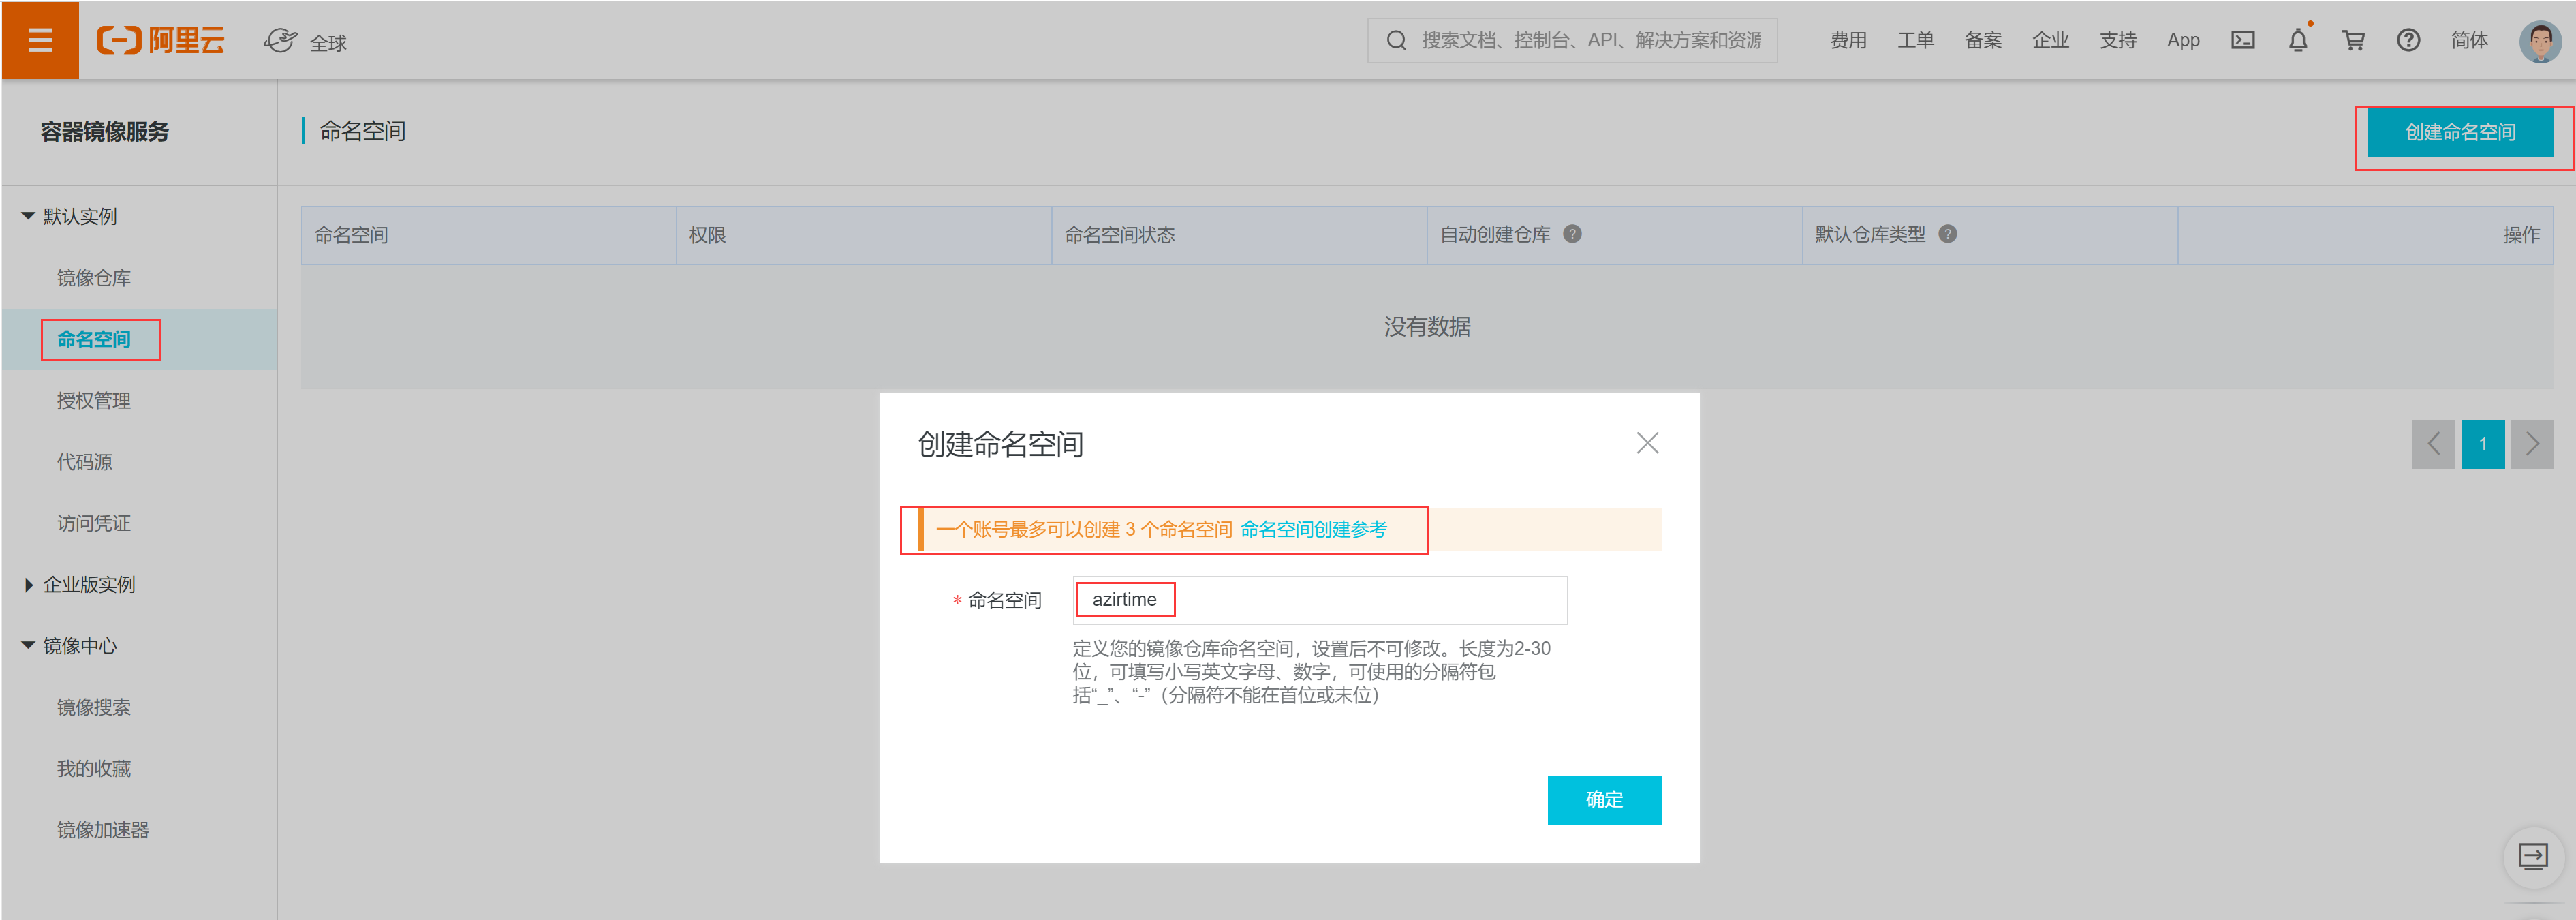 阿里云
全球
搜索文档、控制台、API、解决方案和资源
费用
工单
备案
企业
支持
App
简体
容器镜像服务
默认实例
镜像仓库
命名空间
授权管理
代码源
访问凭证
企业版实例
镜像中心
镜像搜索
我的收藏
镜像加速器
命名空间
创建命名空间
命名空间
权限
命名空间状态
自动创建仓库 ?
默认仓库类型 ?
操作
没有数据
1
创建命名空间
一个账号最多可以创建 3 个命名空间 命名空间创建参考
* 命名空间
azirtime
定义您的镜像仓库命名空间，设置后不可修改。长度为2-30
位，可填写小写英文字母、数字，可使用的分隔符包
括“_”、“-”（分隔符不能在首位或末位）
确定